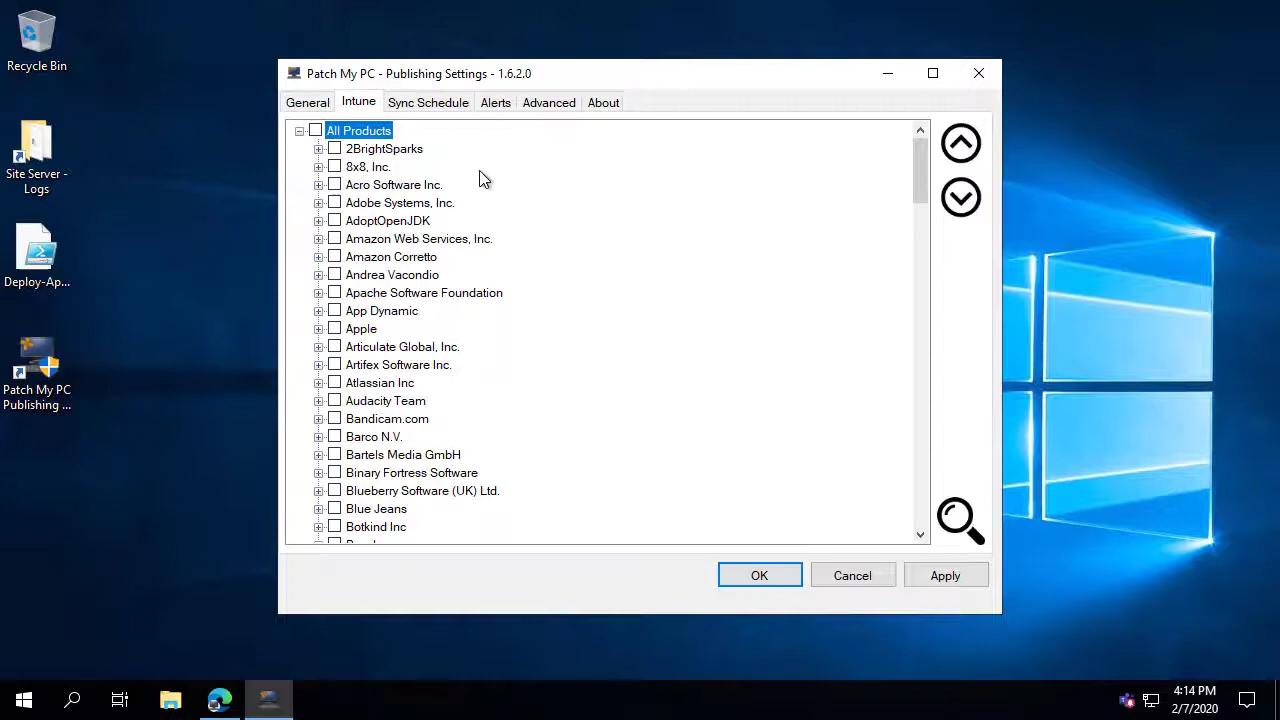 Recycle Bin
Site Server -
Logs
Deploy-Ap...
Patch My PC
Publishing ...
Patch My PC - Publishing Settings - 1.6.2.0
General
Intune
Sync Schedule
Alerts
Advanced
About
All Products
2BrightSparks
8x8, Inc.
Acro Software Inc.
Adobe Systems, Inc.
AdoptOpenJDK
Amazon Web Services, Inc.
Amazon Corretto
Andrea Vacondio
Apache Software Foundation
App Dynamic
Apple
Articulate Global, Inc.
Artifex Software Inc.
Atlassian Inc
Audacity Team
Bandicam.com
Barco N.V.
Bartels Media GmbH
Binary Fortress Software
Blueberry Software (UK) Ltd.
Blue Jeans
Botkind Inc
OK
Cancel
Apply
4:14 PM
2/7/2020